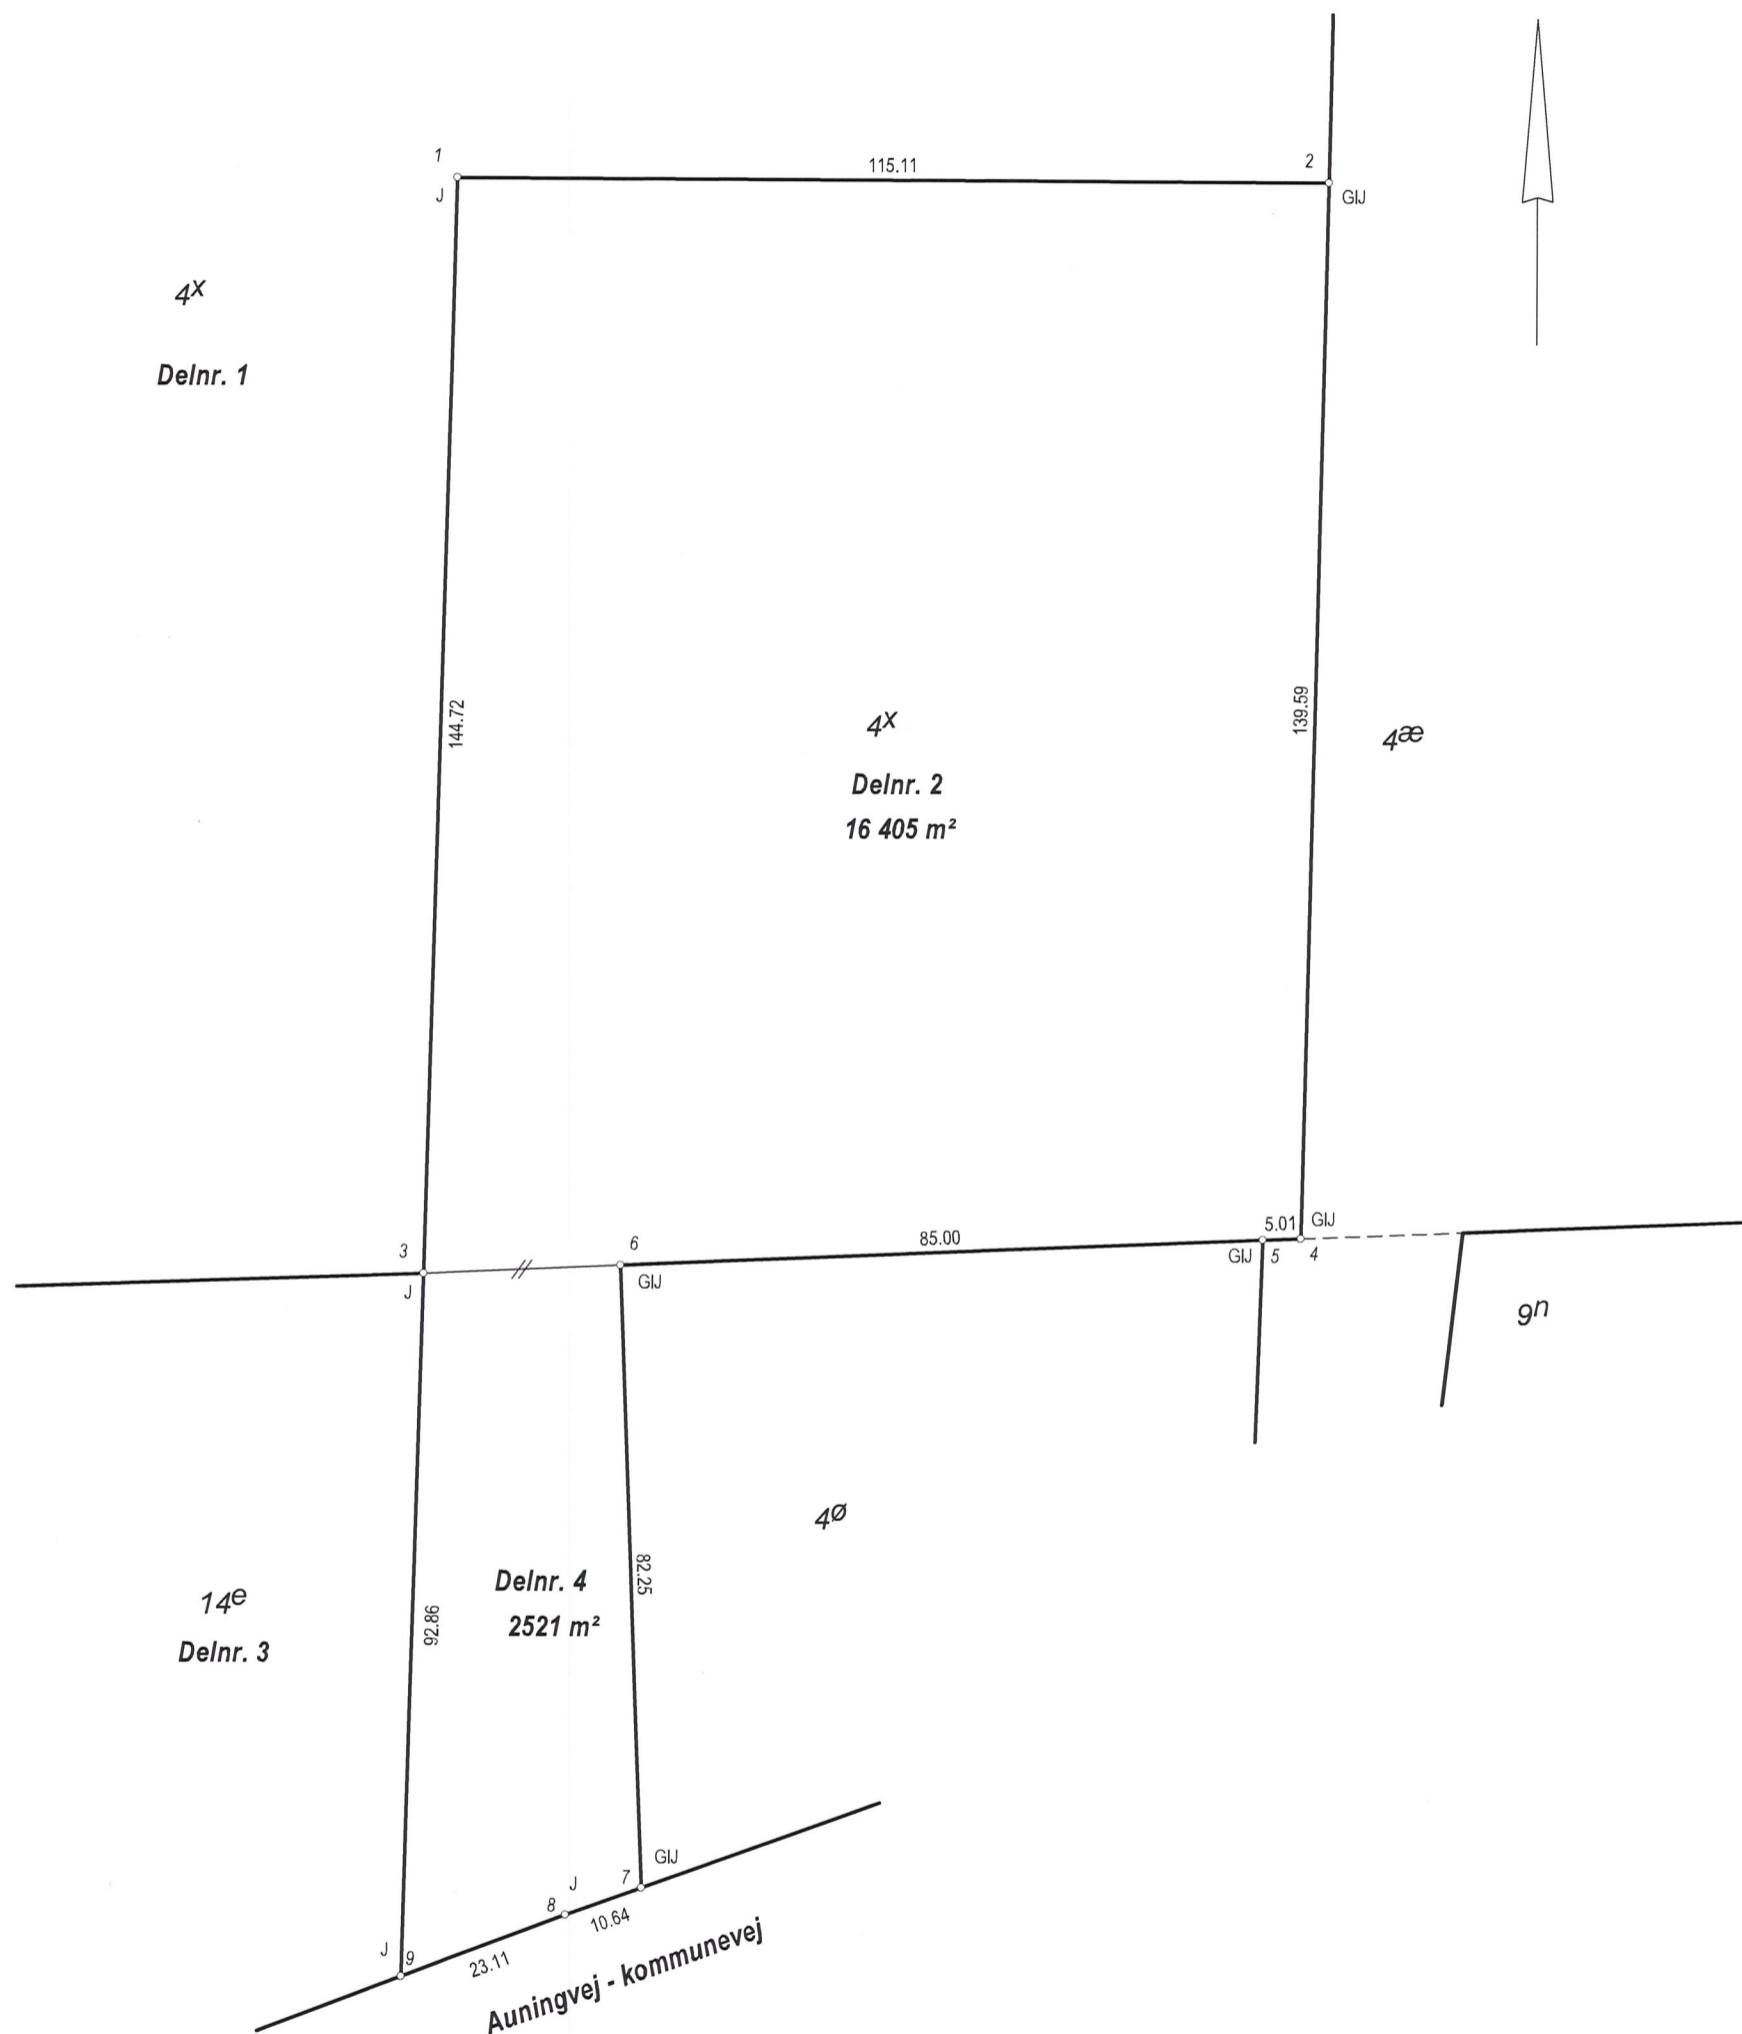 1
115.11
2
J
GIJ
4x
Delnr. 1
144.72
139.59
4x
Delnr. 2
16 405 m²
4æ
3
6
85.00
5.01
GIJ
J
GIJ
GIJ
5
4
9n
4ø
82.25
Delnr. 4
2521 m²
14e
Delnr. 3
92.86
GIJ
7
J
8
10.64
J
9
23.11
Auningvej - kommunevej